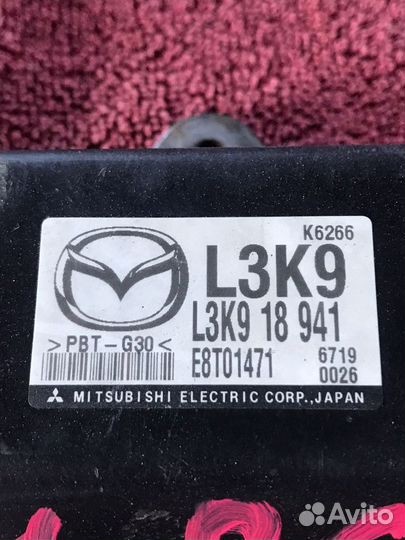 K6266
L3K9
L3K9 18 941
>PBT-G30<
E8T01471
6719
0026
MITSUBISHI ELECTRIC CORP.,JAPAN
Avito